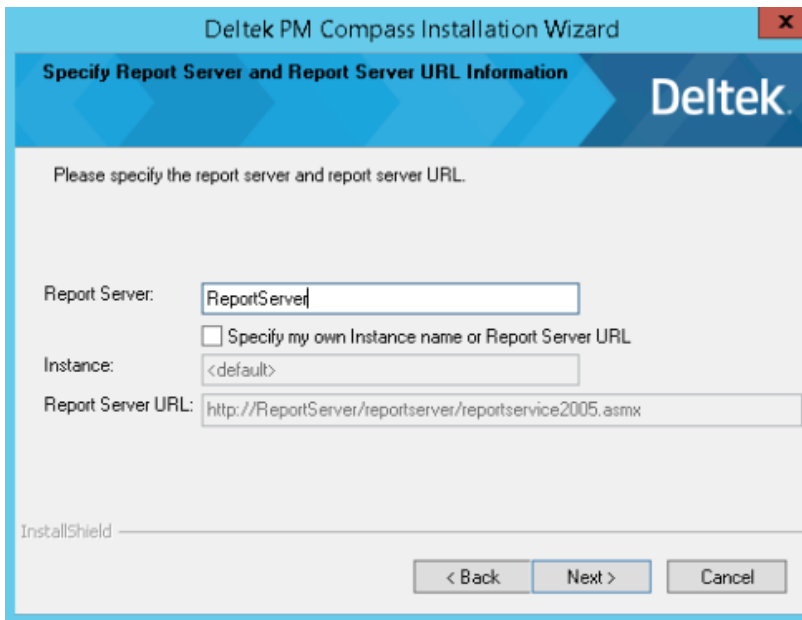 Deltek PM Compass Installation Wizard
x
Specify Report Server and Report Server URL Information
Deltek.
Please specify the report server and report server URL.
Report Server: ReportServer
Specify my own Instance name or Report Server URL
Instance: <default>
Report Server URL: http://ReportServer/reportserver/reportservice2005.asmx
InstallShield
< Back Next > Cancel